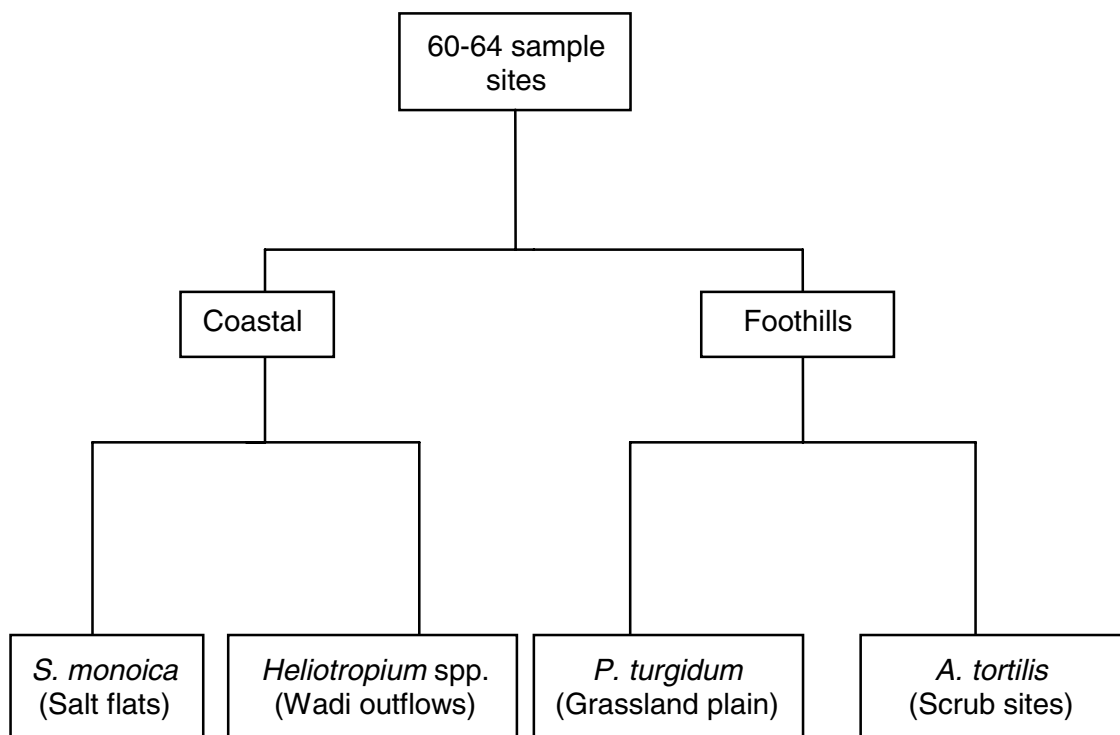 60-64 sample
sites
Coastal
Foothills
S. monoica
(Salt flats)
Heliotropium spp.
(Wadi outflows)
P. turgidum
(Grassland plain)
A. tortilis
(Scrub sites)